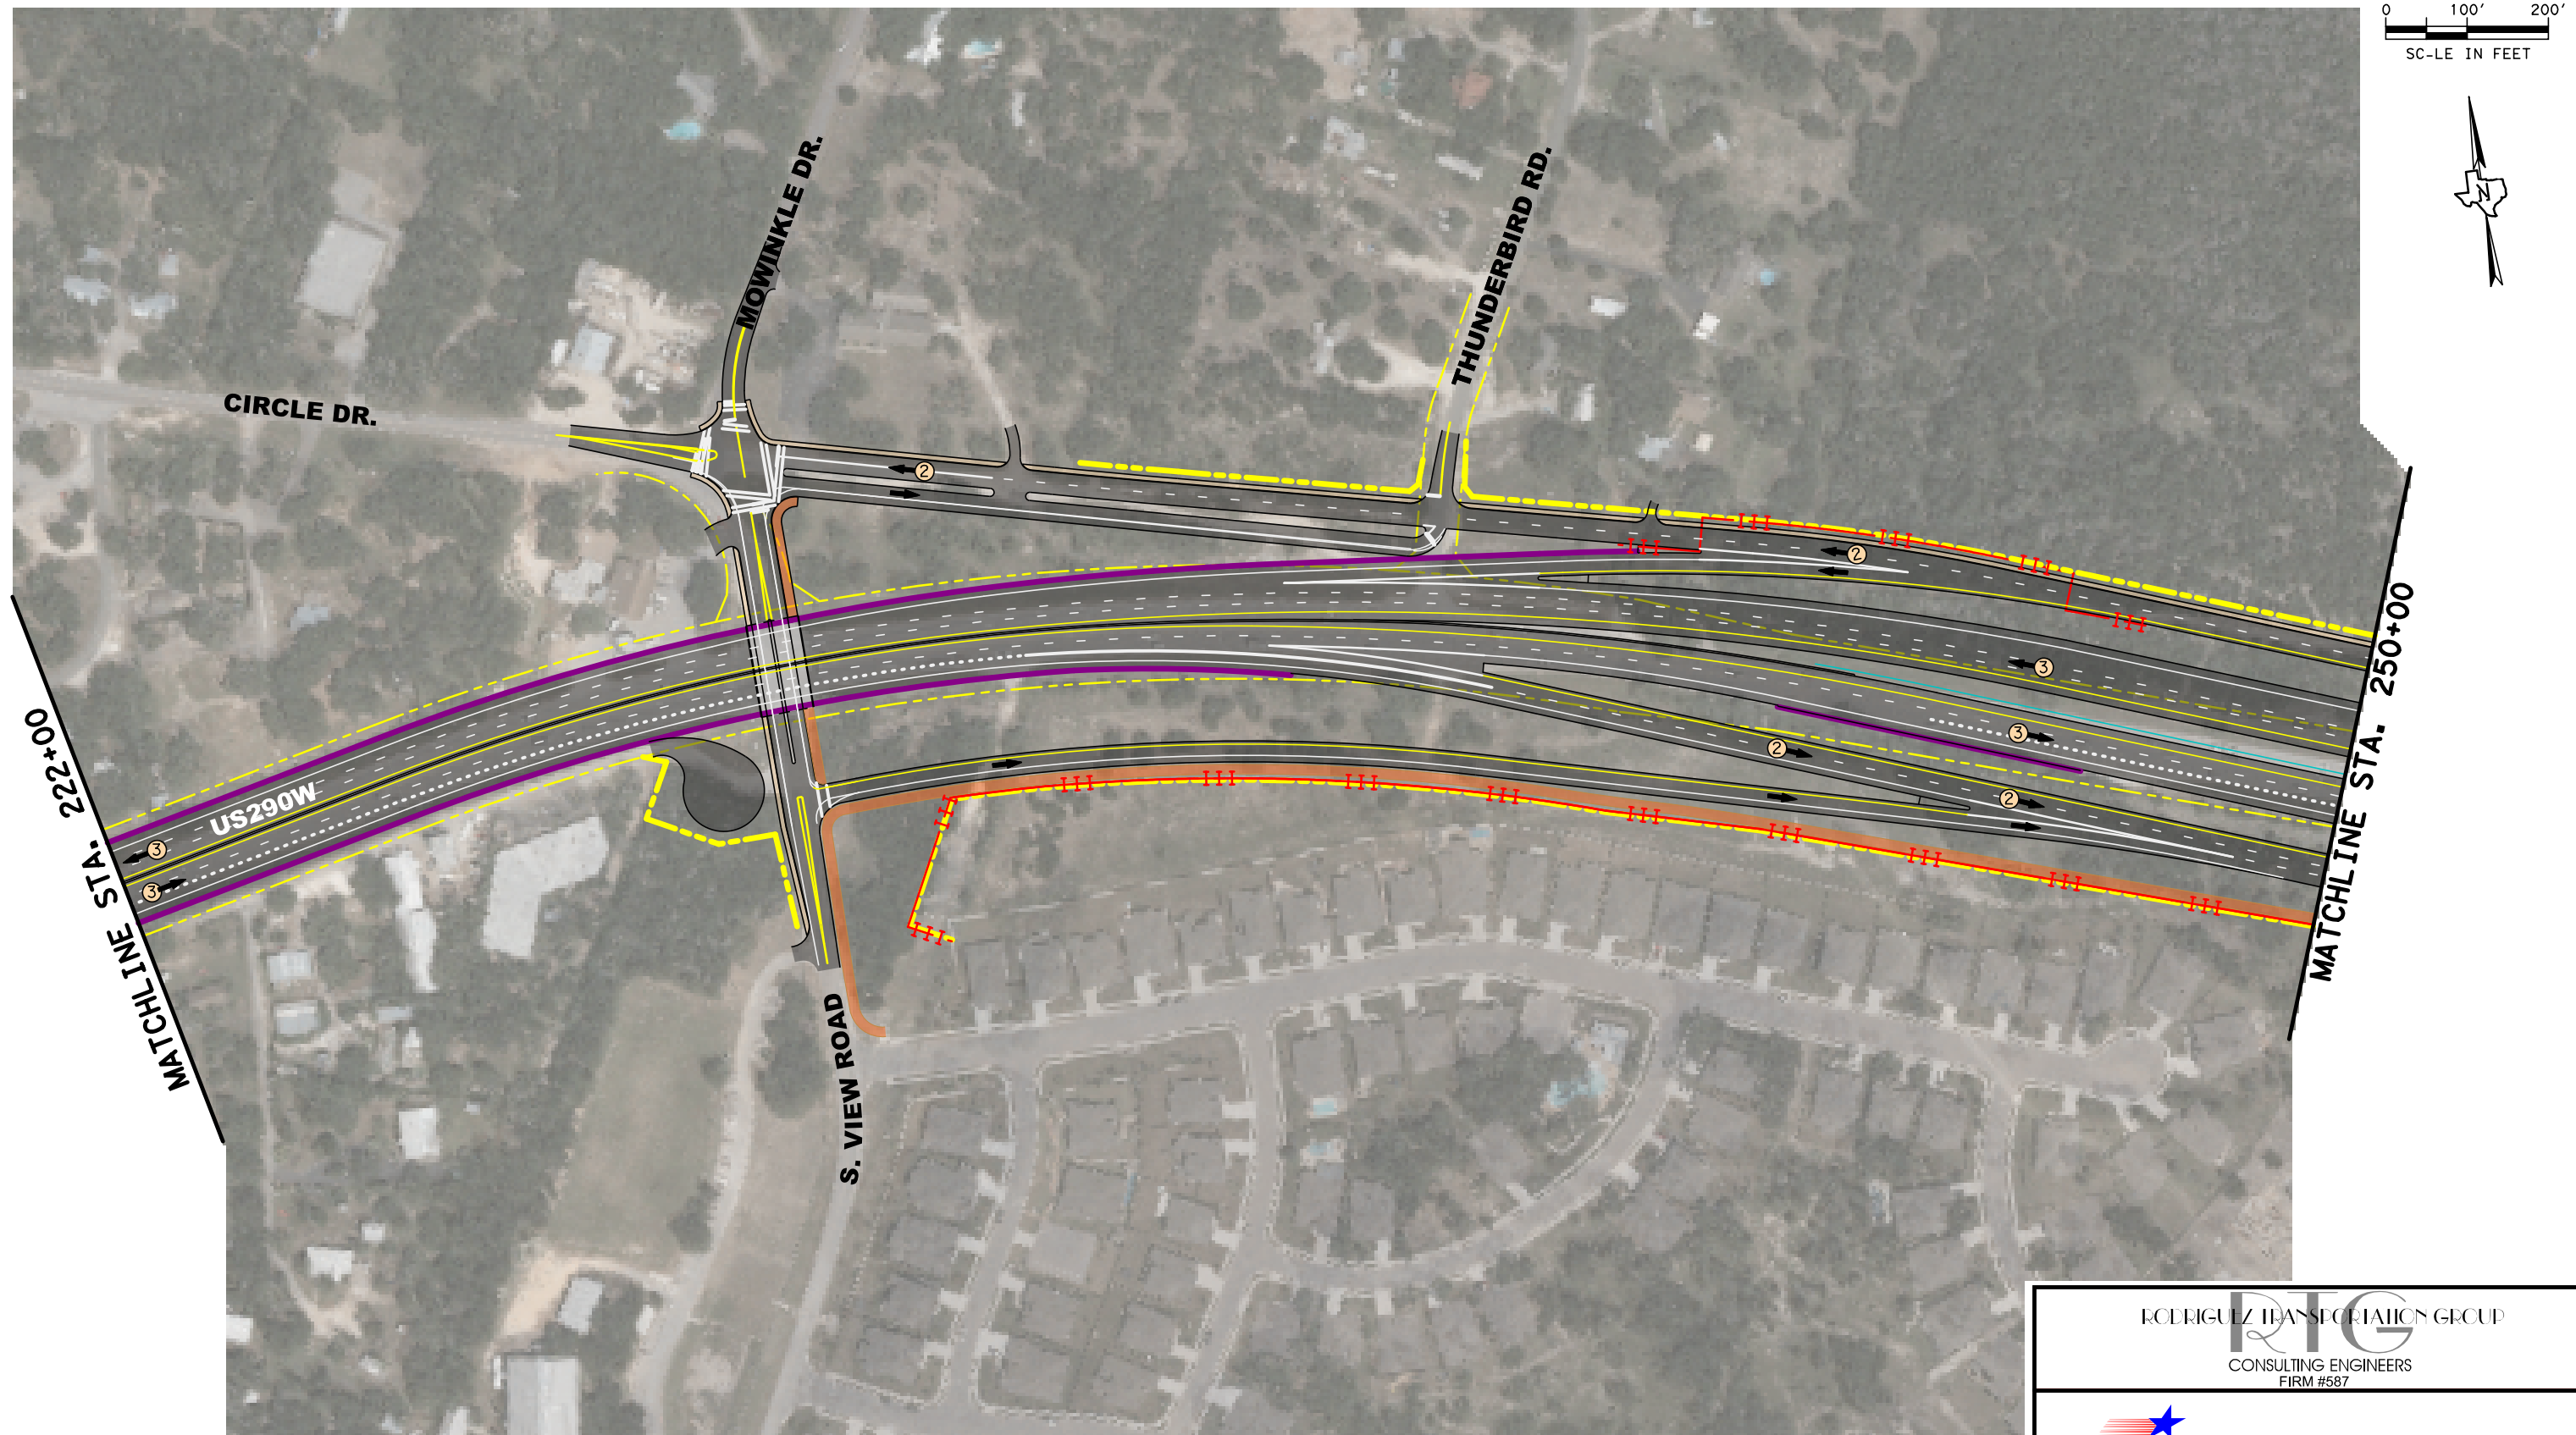 0 100' 200'
SC-LE IN FEET
N
MOWINKLE DR.
THUNDERBIRD RD.
CIRCLE DR.
2
2
3
3
2
2
US290W
3
3
MATCHLINE STA. 222+00
MATCHLINE STA. 250+00
S. VIEW ROAD
RODRIGUEZ TRANSPORTATION GROUP
RTG
CONSULTING ENGINEERS
FIRM #587